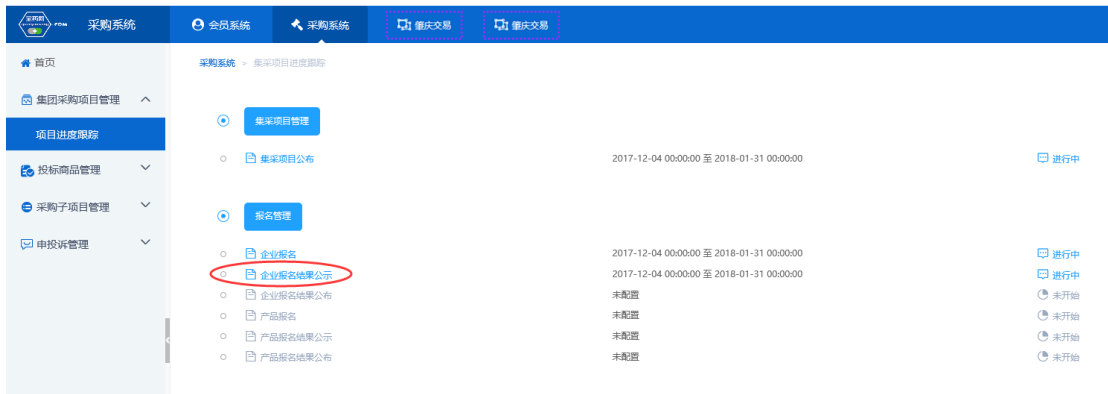 采购系统
会员系统
采购系统
肇庆交易
肇庆交易
首页
采购系统 > 集采项目进度跟踪
集团采购项目管理
项目进度跟踪
投标商品管理
采购子项目管理
申投诉管理
集采项目管理
集采项目公布 2017-12-04 00:00:00 至 2018-01-31 00:00:00 进行中
报名管理
企业报名 2017-12-04 00:00:00 至 2018-01-31 00:00:00 进行中
企业报名结果公示 2017-12-04 00:00:00 至 2018-01-31 00:00:00 进行中
企业报名结果公布 未配置 未开始
产品报名 未配置 未开始
产品报名结果公示 未配置 未开始
产品报名结果公布 未配置 未开始